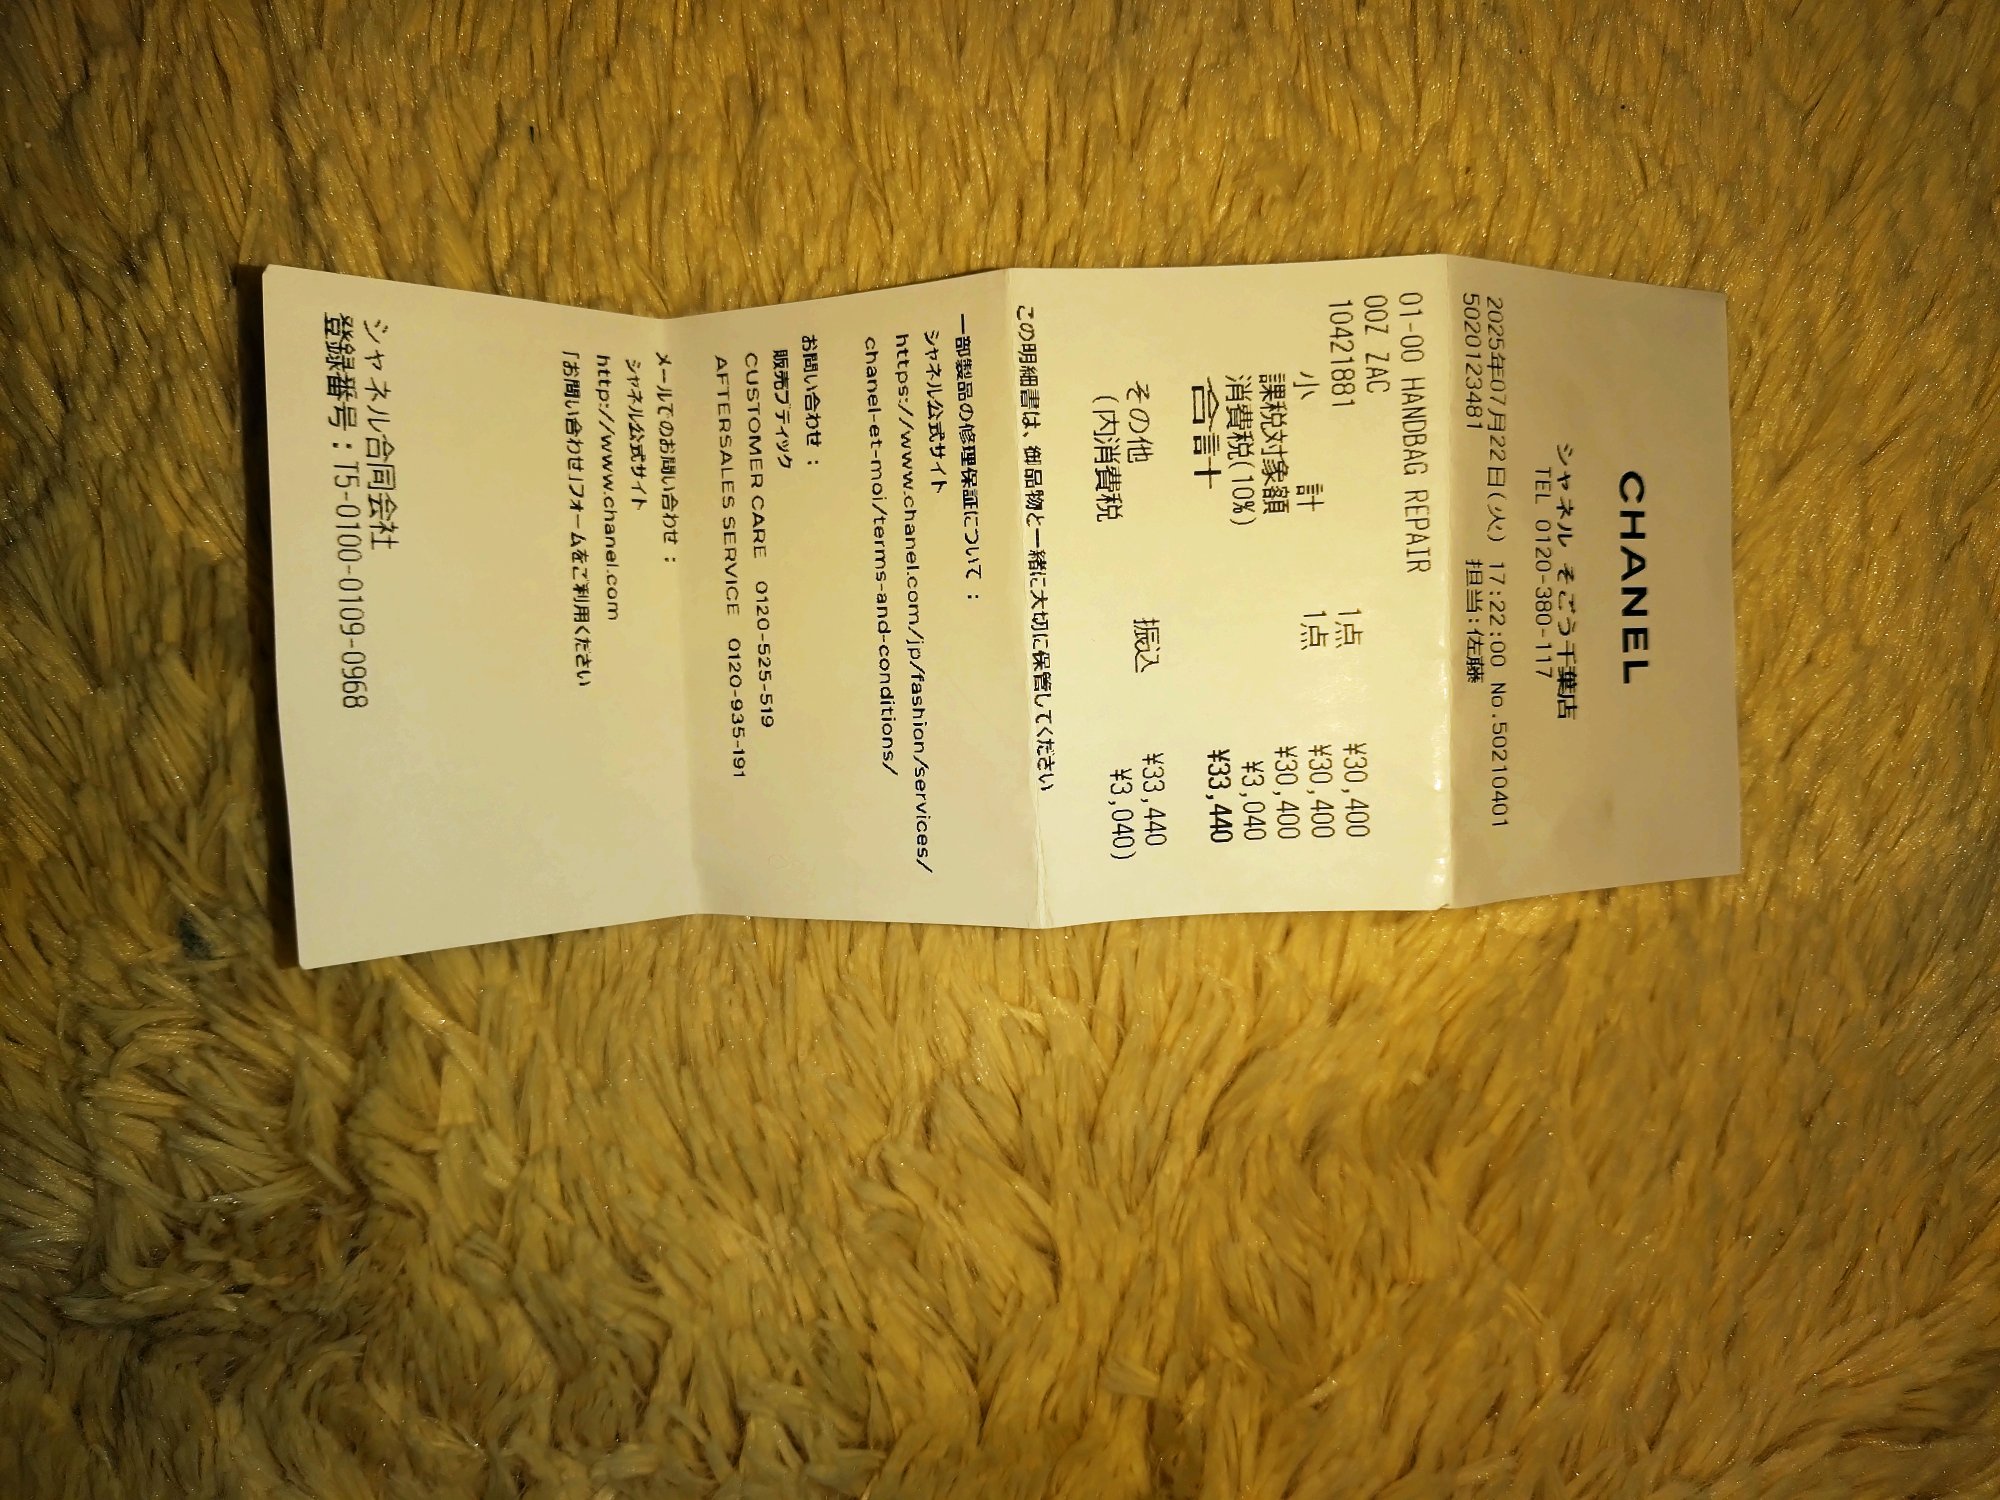 CHANEL
シャネル そごう千葉店
TEL 0120-380-117
2025年07月22日(火) 17:22:00 No.50210401
5020123481 担当:佐藤
01-00 HANDBAG REPAIR
00Z ZAC
10421881 1点 ¥30,400
小 計 1点 ¥30,400
課税対象額 ¥30,400
消費税(10%) ¥3,040
合計 ¥33,440
その他 振込 ¥33,440
(内消費税 ¥3,040)
この明細書は、御品物と一緒に大切に保管してください
一部製品の修理保証について：
シャネル公式サイト
https://www.chanel.com/jp/fashion/services/
chanel-et-moi/terms-and-conditions/
お問い合わせ：
販売ブティック
CUSTOMER CARE 0120-525-519
AFTERSALES SERVICE 0120-935-191
メールでのお問い合わせ：
シャネル公式サイト
http://www.chanel.com
「お問い合わせ」フォームをご利用ください
シャネル合同会社
登録番号：T5-0100-0109-0968